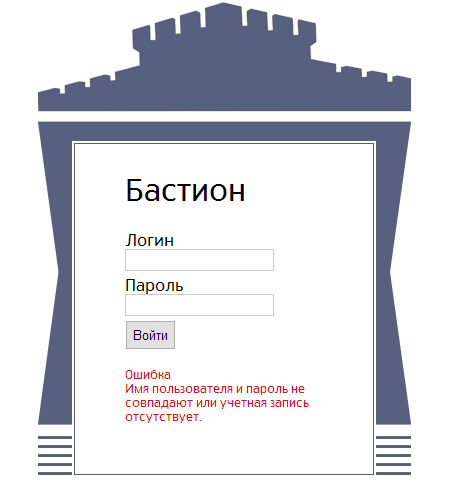 Бастион
Логин
Пароль
Войти
Ошибка
Имя пользователя и пароль не
совпадают или учетная запись
отсутствует.